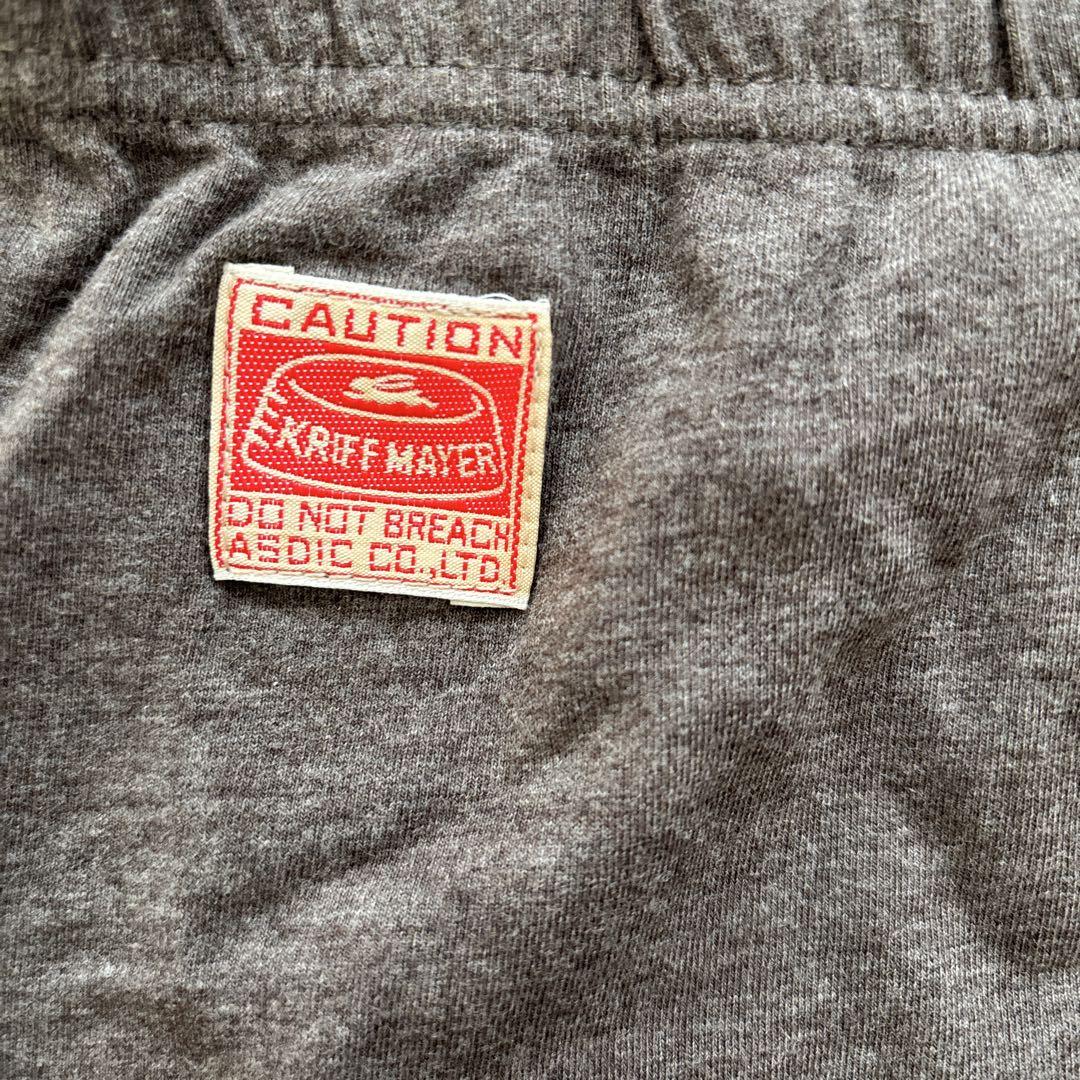 CAUTION
KRIFF MAYER
DO NOT BREACH
ASDIC CO.,LTD.